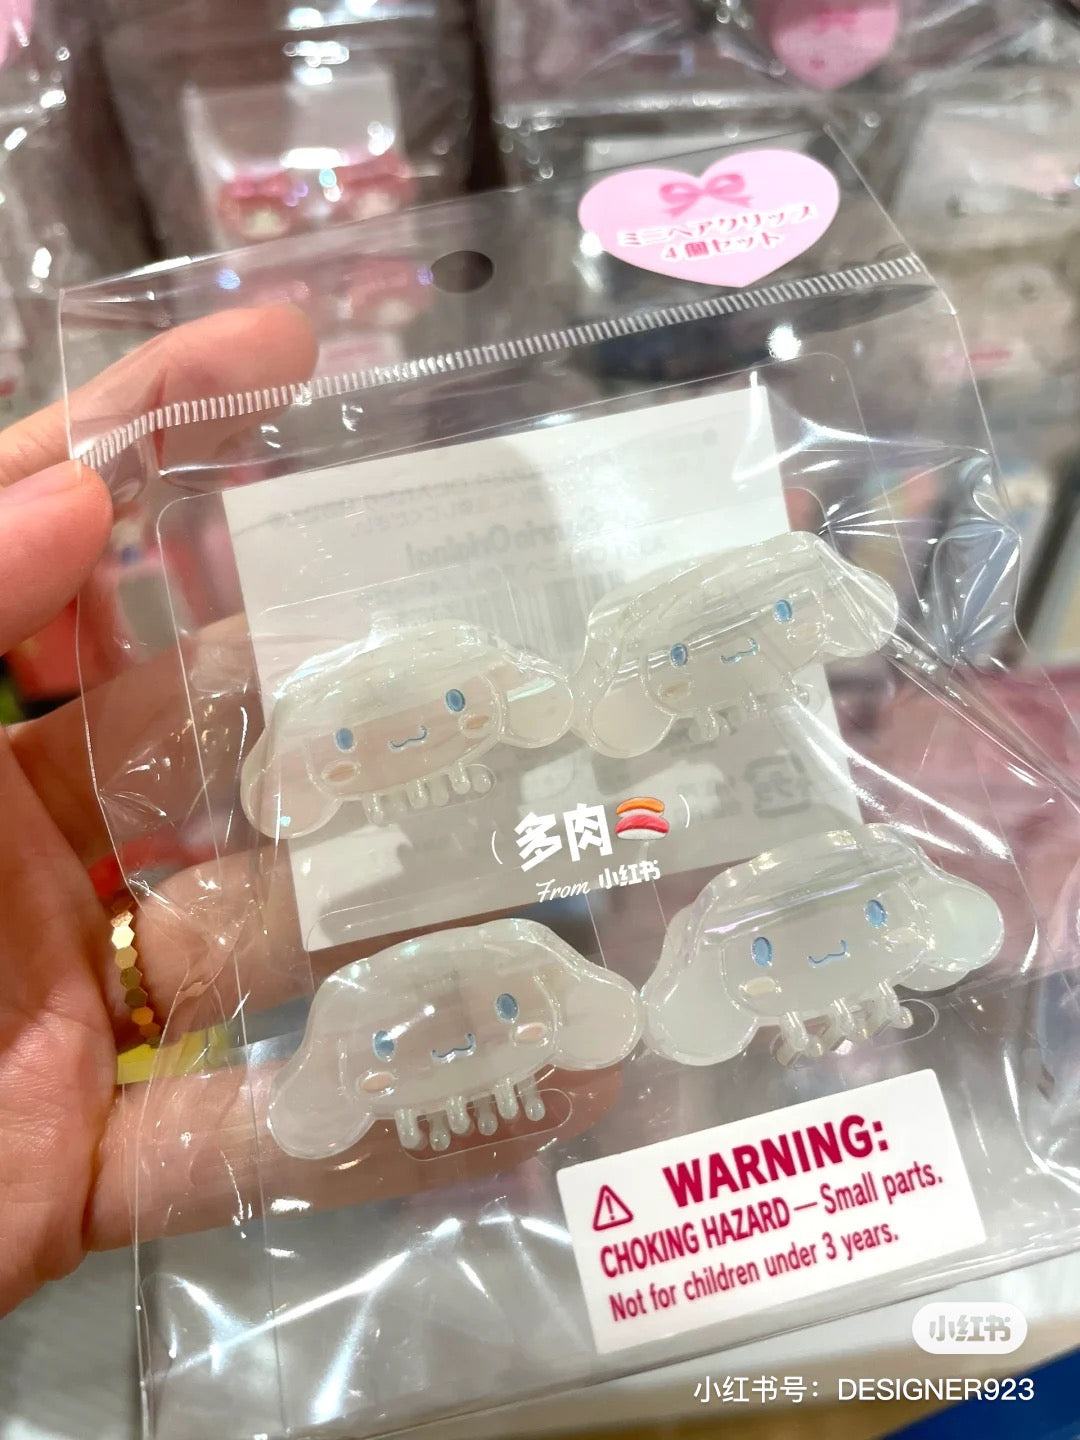 ミニヘアクリップ
4個セット
Original
(多肉)
From 小红书
WARNING:
CHOKING HAZARD—Small parts.
Not for children under 3 years.
小红书
小红书号：DESIGNER923